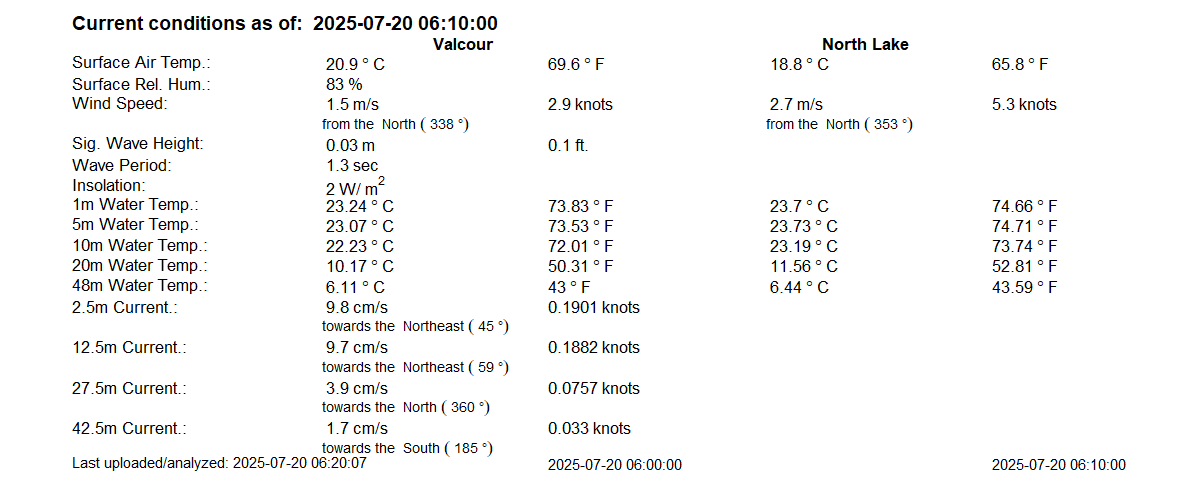 Current conditions as of: 2025-07-20 06:10:00
Valcour North Lake
Surface Air Temp.: 20.9 ° C 69.6 ° F 18.8 ° C 65.8 ° F
Surface Rel. Hum.: 83 %
Wind Speed: 1.5 m/s 2.9 knots 2.7 m/s 5.3 knots
from the North ( 338 °) from the North ( 353 °)
Sig. Wave Height: 0.03 m 0.1 ft.
Wave Period: 1.3 sec
Insolation: 2 W/ m2
1m Water Temp.: 23.24 ° C 73.83 ° F 23.7 ° C 74.66 ° F
5m Water Temp.: 23.07 ° C 73.53 ° F 23.73 ° C 74.71 ° F
10m Water Temp.: 22.23 ° C 72.01 ° F 23.19 ° C 73.74 ° F
20m Water Temp.: 10.17 ° C 50.31 ° F 11.56 ° C 52.81 ° F
48m Water Temp.: 6.11 ° C 43 ° F 6.44 ° C 43.59 ° F
2.5m Current.: 9.8 cm/s 0.1901 knots
towards the Northeast ( 45 °)
12.5m Current.: 9.7 cm/s 0.1882 knots
towards the Northeast ( 59 °)
27.5m Current.: 3.9 cm/s 0.0757 knots
towards the North ( 360 °)
42.5m Current.: 1.7 cm/s 0.033 knots
towards the South ( 185 °)
Last uploaded/analyzed: 2025-07-20 06:20:07 2025-07-20 06:00:00 2025-07-20 06:10:00